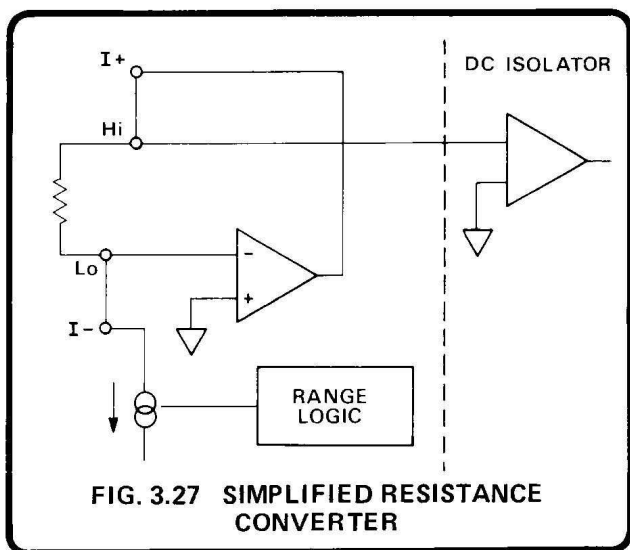 I+
DC ISOLATOR
Hi
Lo
-
+
I-
RANGE
LOGIC
FIG. 3.27 SIMPLIFIED RESISTANCE
CONVERTER